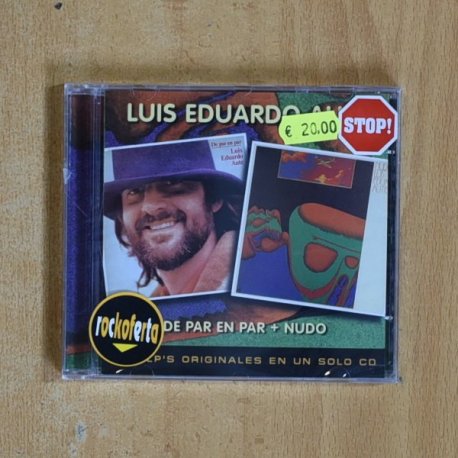 LUIS EDUARDO
€ 20.00
STOP!
De par en par
Luis
Eduardo
Aute
rockoferta
DE PAR EN PAR + NUDO
LP'S ORIGINALES EN UN SOLO CD